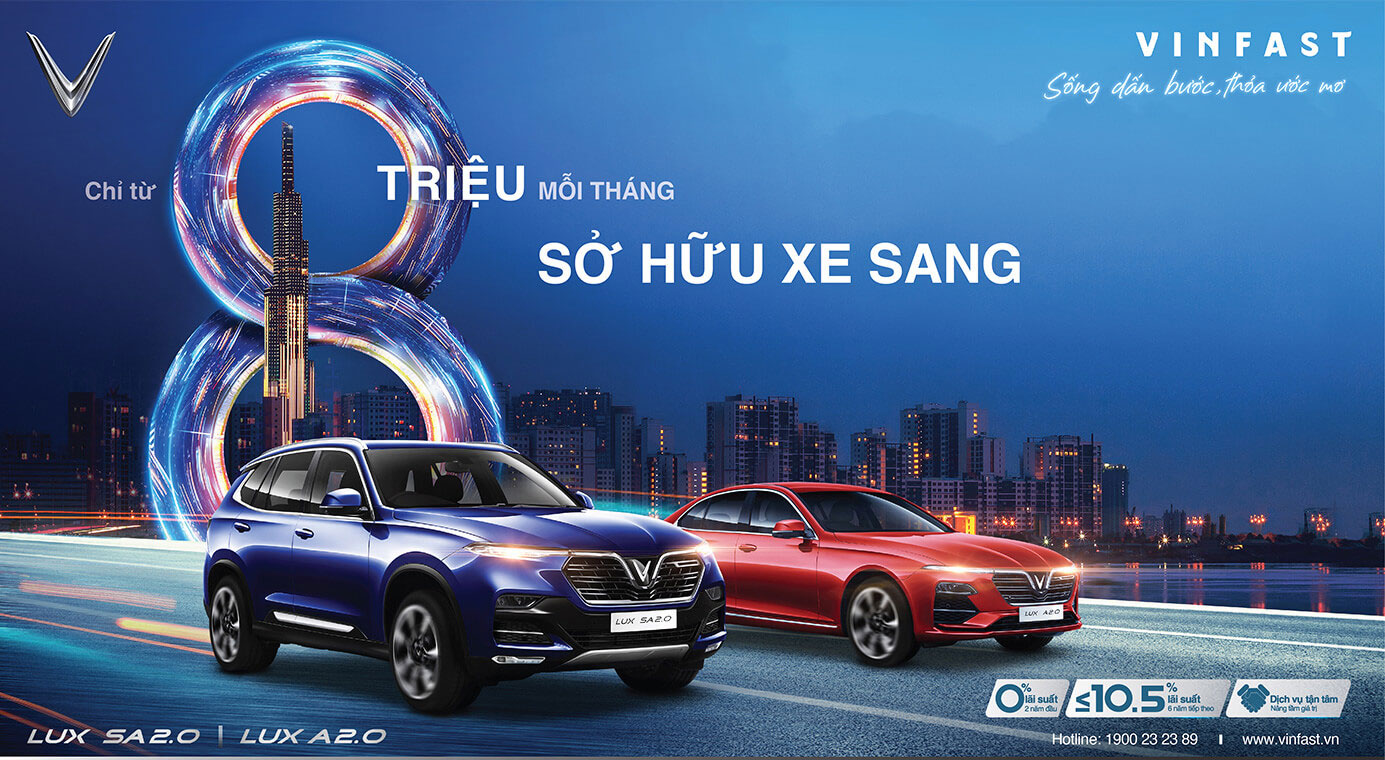 VINFAST
Sống dấn bước, thỏa ước mơ
Chỉ từ 8 TRIỆU MỖI THÁNG
SỞ HỮU XE SANG
LUX SA2.0
LUX A2.0
0% lãi suất
2 năm đầu
≤10.5% lãi suất
6 năm tiếp theo
Dịch vụ tận tâm
Nâng tầm giá trị
LUX SA2.0 | LUX A2.0
Hotline: 1900 23 23 89 | www.vinfast.vn